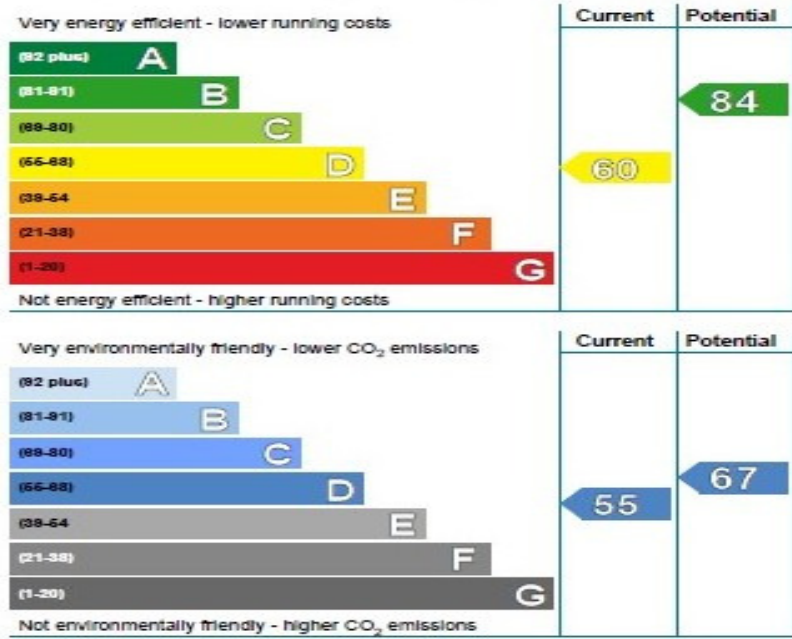 Very energy efficient - lower running costs
Current
Potential
(92 plus) A
(81-91) B
84
(69-80) C
(55-68) D
60
(39-54 E
(21-38) F
(1-20) G
Not energy efficient - higher running costs
Very environmentally friendly - lower CO₂ emissions
Current
Potential
(92 plus) A
(81-91) B
(69-80) C
(55-68) D
67
55
(39-54 E
(21-38) F
(1-20) G
Not environmentally friendly - higher CO₂ emissions